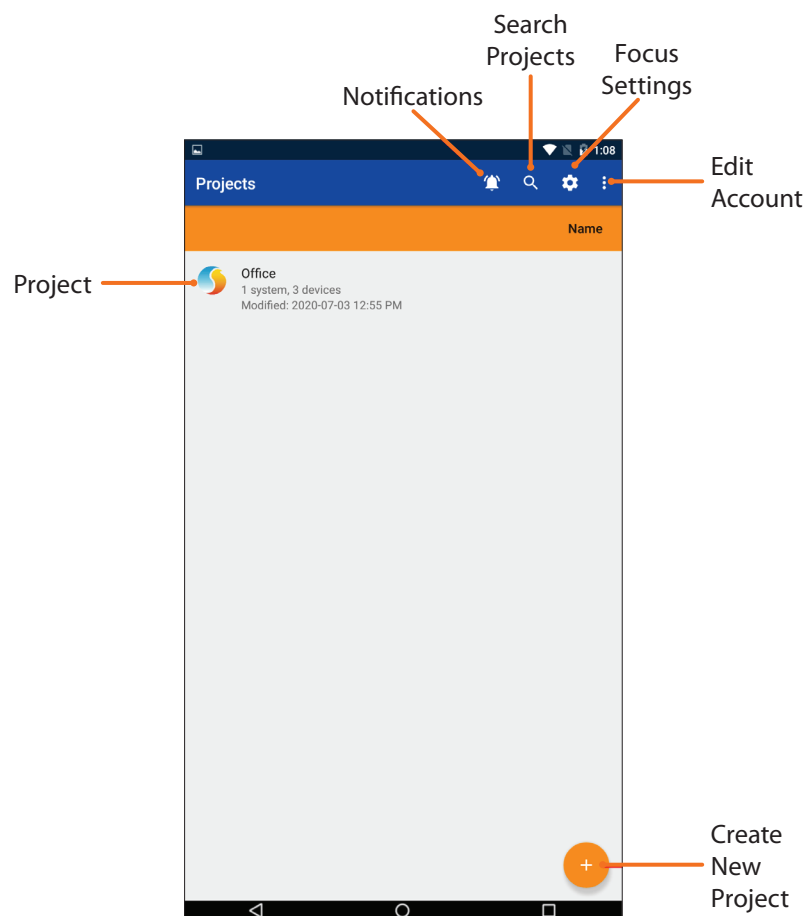 Search
Projects
Focus
Settings
Notifications
1:08
Projects
Edit
Account
Name
Project
Office
1 system, 3 devices
Modified: 2020-07-03 12:55 PM
Create
New
Project